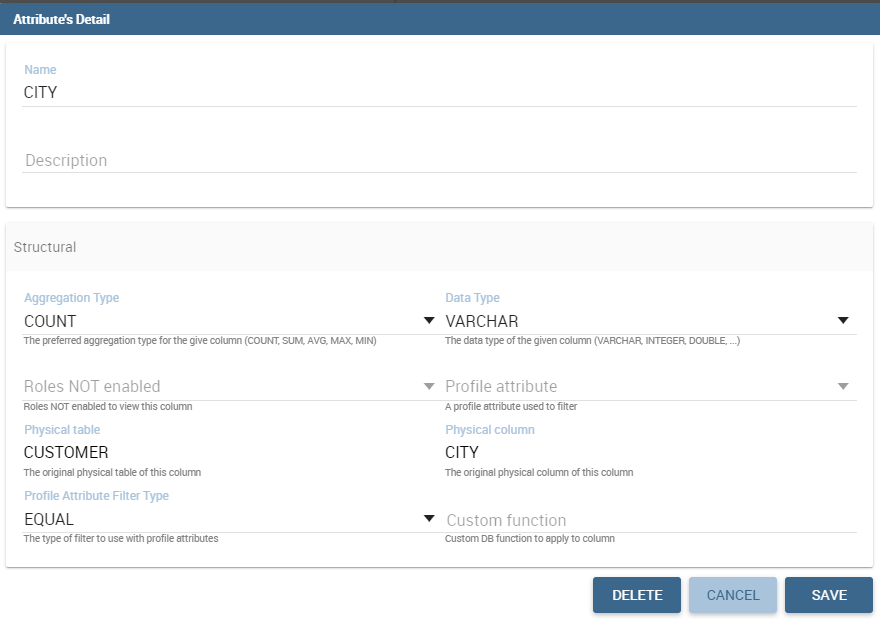 Attribute's Detail
Name
CITY
Description
Structural
Aggregation Type
Data Type
COUNT
VARCHAR
The preferred aggregation type for the give column (COUNT, SUM, AVG, MAX, MIN)
The data type of the given column (VARCHAR, INTEGER, DOUBLE, ...)
Roles NOT enabled
Profile attribute
Roles NOT enabled to view this column
A profile attribute used to filter
Physical table
Physical column
CUSTOMER
CITY
The original physical table of this column
The original physical column of this column
Profile Attribute Filter Type
EQUAL
Custom function
The type of filter to use with profile attributes
Custom DB function to apply to column
DELETE
CANCEL
SAVE